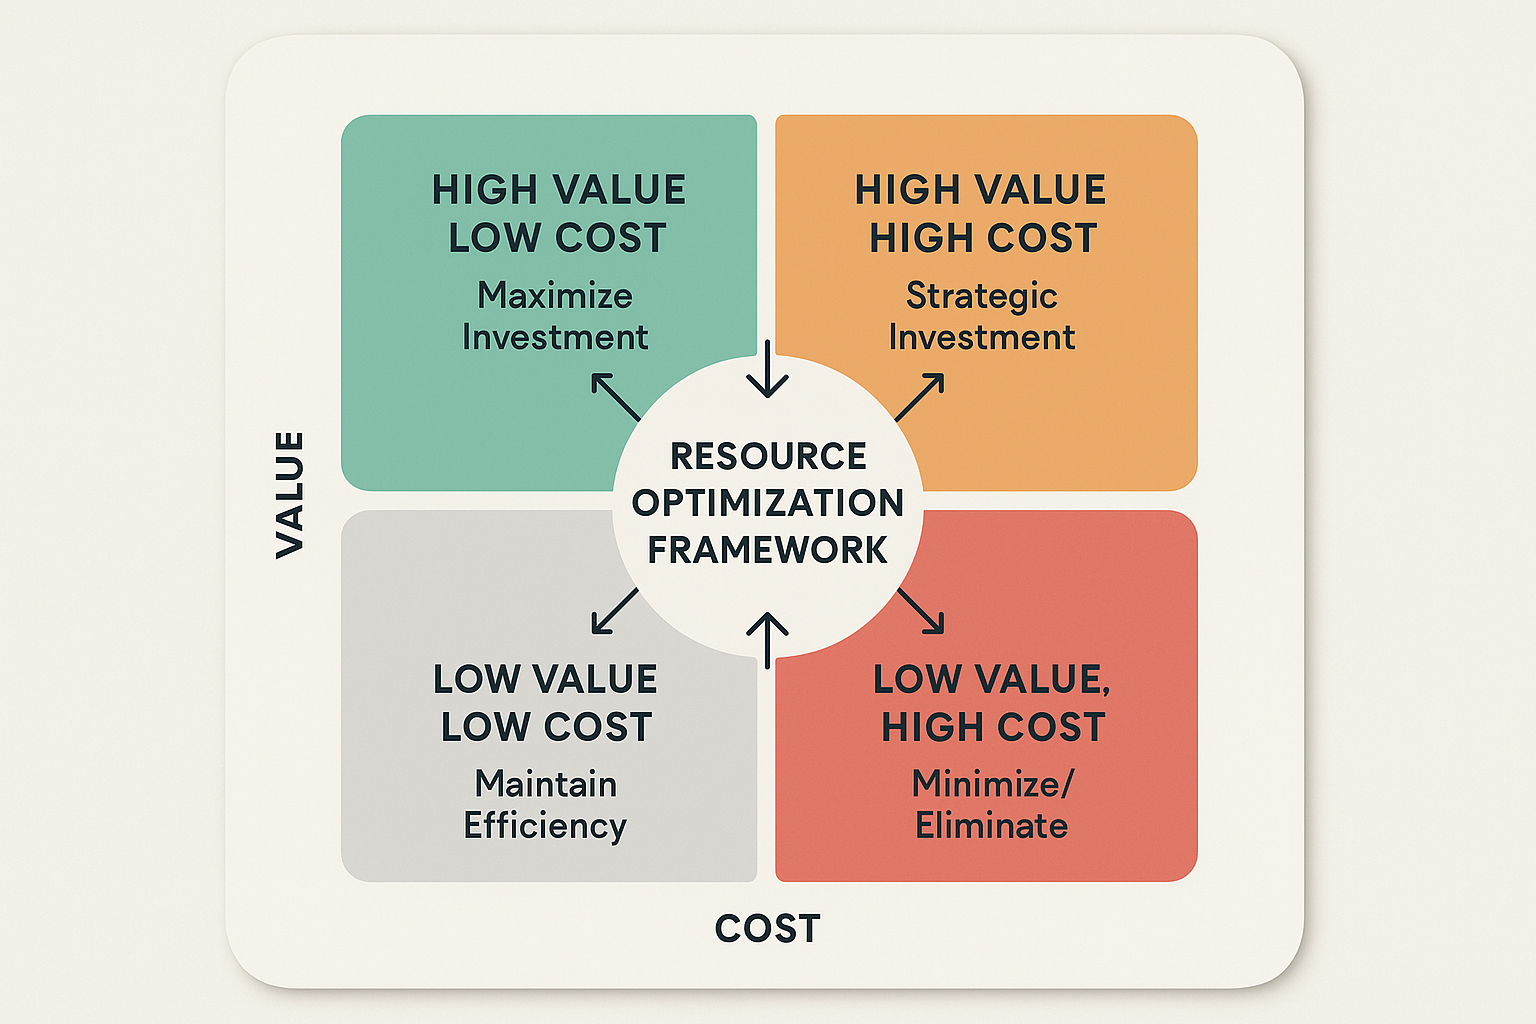 HIGH VALUE
LOW COST
Maximize
Investment
HIGH VALUE
HIGH COST
Strategic
Investment
VALUE
RESOURCE
OPTIMIZATION
FRAMEWORK
LOW VALUE
LOW COST
Maintain
Efficiency
LOW VALUE,
HIGH COST
Minimize/
Eliminate
COST